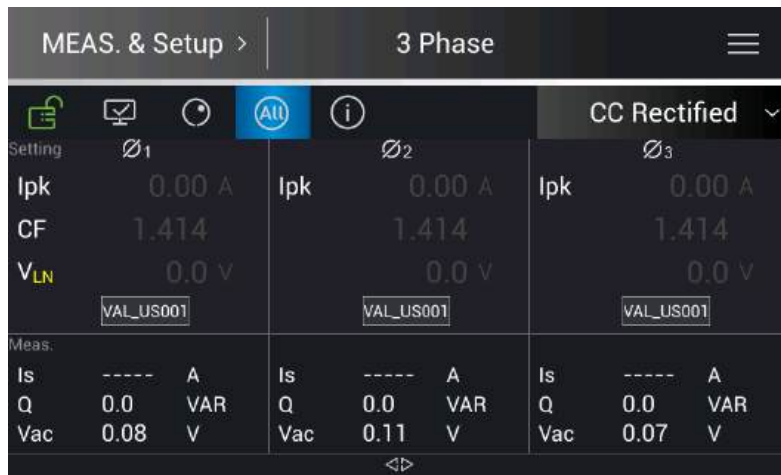 MEAS. & Setup > 3 Phase
All i CC Rectified
Setting Ø1 Ø2 Ø3
Ipk 0.00 A Ipk 0.00 A Ipk 0.00 A
CF 1.414 1.414 1.414
VLN 0.0 V 0.0 V 0.0 V
VAL_US001 VAL_US001 VAL_US001
Meas.
Is ----- A Is ----- A Is ----- A
Q 0.0 VAR Q 0.0 VAR Q 0.0 VAR
Vac 0.08 V Vac 0.11 V Vac 0.07 V